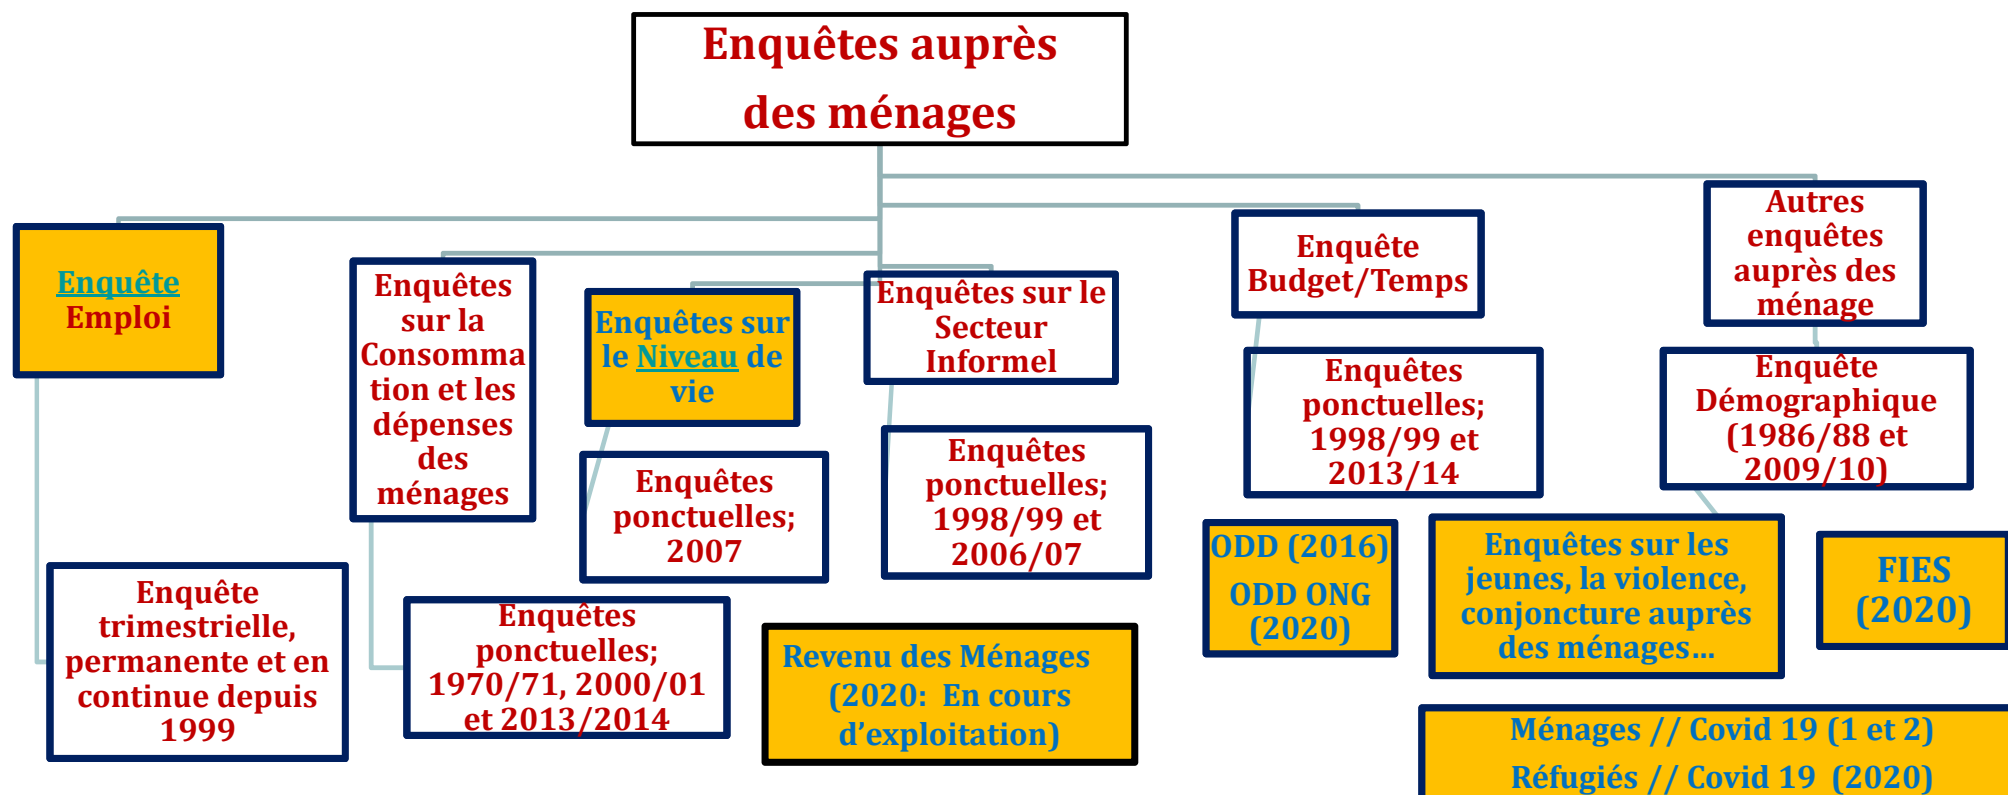 Enquêtes auprès
des ménages
Enquête
Emploi
Enquête
trimestrielle,
permanente et en
continue depuis
1999
Enquêtes
sur la
Consomma
tion et les
dépenses
des
ménages
Enquêtes
ponctuelles;
1970/71, 2000/01
et 2013/2014
Enquêtes sur
le Niveau de
vie
Enquêtes
ponctuelles;
2007
Enquêtes sur le
Secteur
Informel
Enquêtes
ponctuelles;
1998/99 et
2006/07
Revenu des Ménages
(2020: En cours
d'exploitation)
Enquête
Budget/Temps
Enquêtes
ponctuelles;
1998/99 et
2013/14
Autres
enquêtes
auprès des
ménage
Enquête
Démographique
(1986/88 et
2009/10)
ODD (2016)
ODD ONG
(2020)
Enquêtes sur les
jeunes, la violence,
conjoncture auprès
des ménages…
FIES
(2020)
Ménages // Covid 19 (1 et 2)
Réfugiés // Covid 19 (2020)